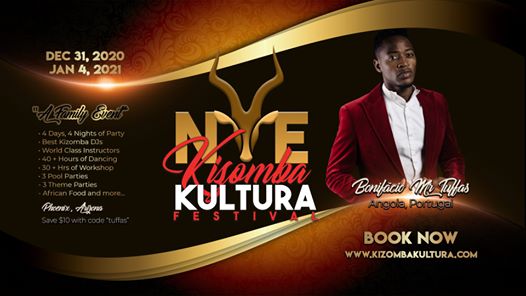 DEC 31, 2020
JAN 4, 2021
"A Family Event"
• 4 Days, 4 Nights of Party
• Best Kizomba DJs
• World Class Instructors
• 40 + Hours of Dancing
• 30 + Hrs of Workshop
• 3 Pool Parties
• 3 Theme Parties
• African Food and more...
Phoenix, Arizona
Save $10 with code "tuffas"
NYE
Kisomba
KULTURA
FESTIVAL
Bonifácio Mr Tuffas
Angola, Portugal
BOOK NOW
WWW.KIZOMBAKULTURA.COM